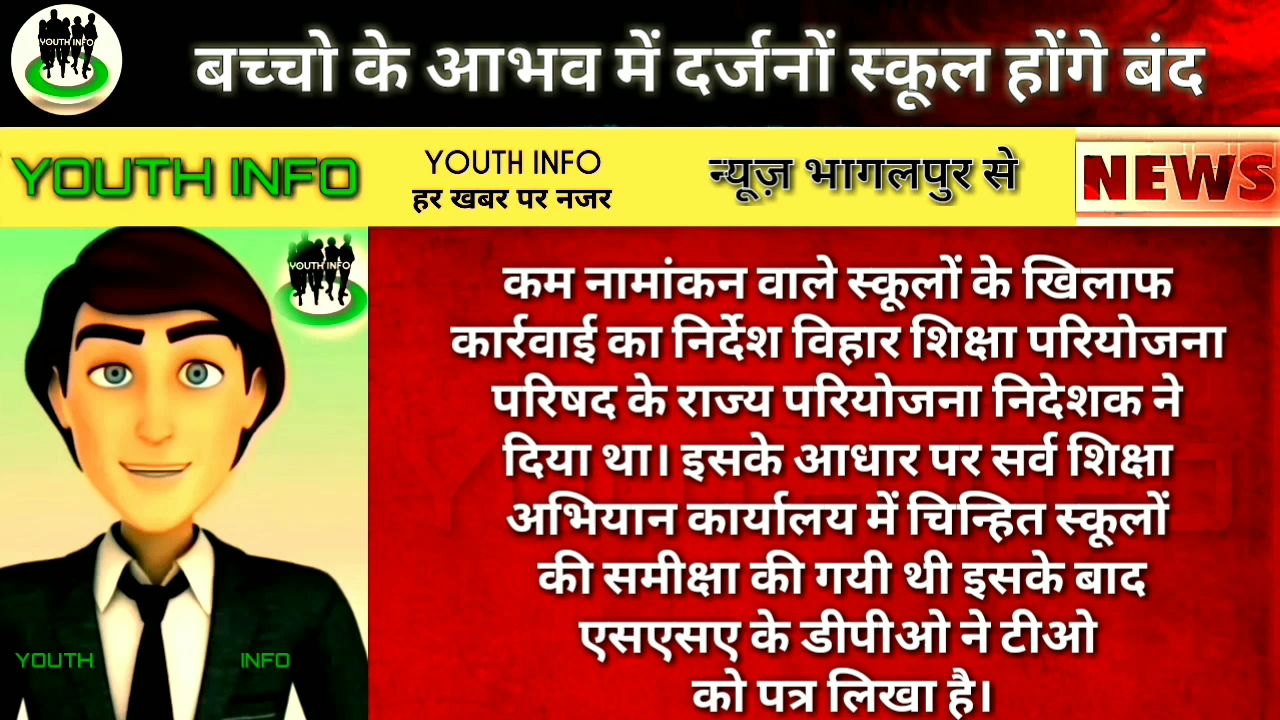 YOUTH INFO
बच्चो के आभव में दर्जनों स्कूल होंगे बंद
YOUTH INFO
YOUTH INFO
हर खबर पर नजर
न्यूज़ भागलपुर से
NEWS
YOUTH INFO
कम नामांकन वाले स्कूलों के खिलाफ
कार्रवाई का निर्देश विहार शिक्षा परियोजना
परिषद के राज्य परियोजना निदेशक ने
दिया था। इसके आधार पर सर्व शिक्षा
अभियान कार्यालय में चिन्हित स्कूलों
की समीक्षा की गयी थी इसके बाद
एसएसए के डीपीओ ने टीओ
को पत्र लिखा है।
YOUTH INFO